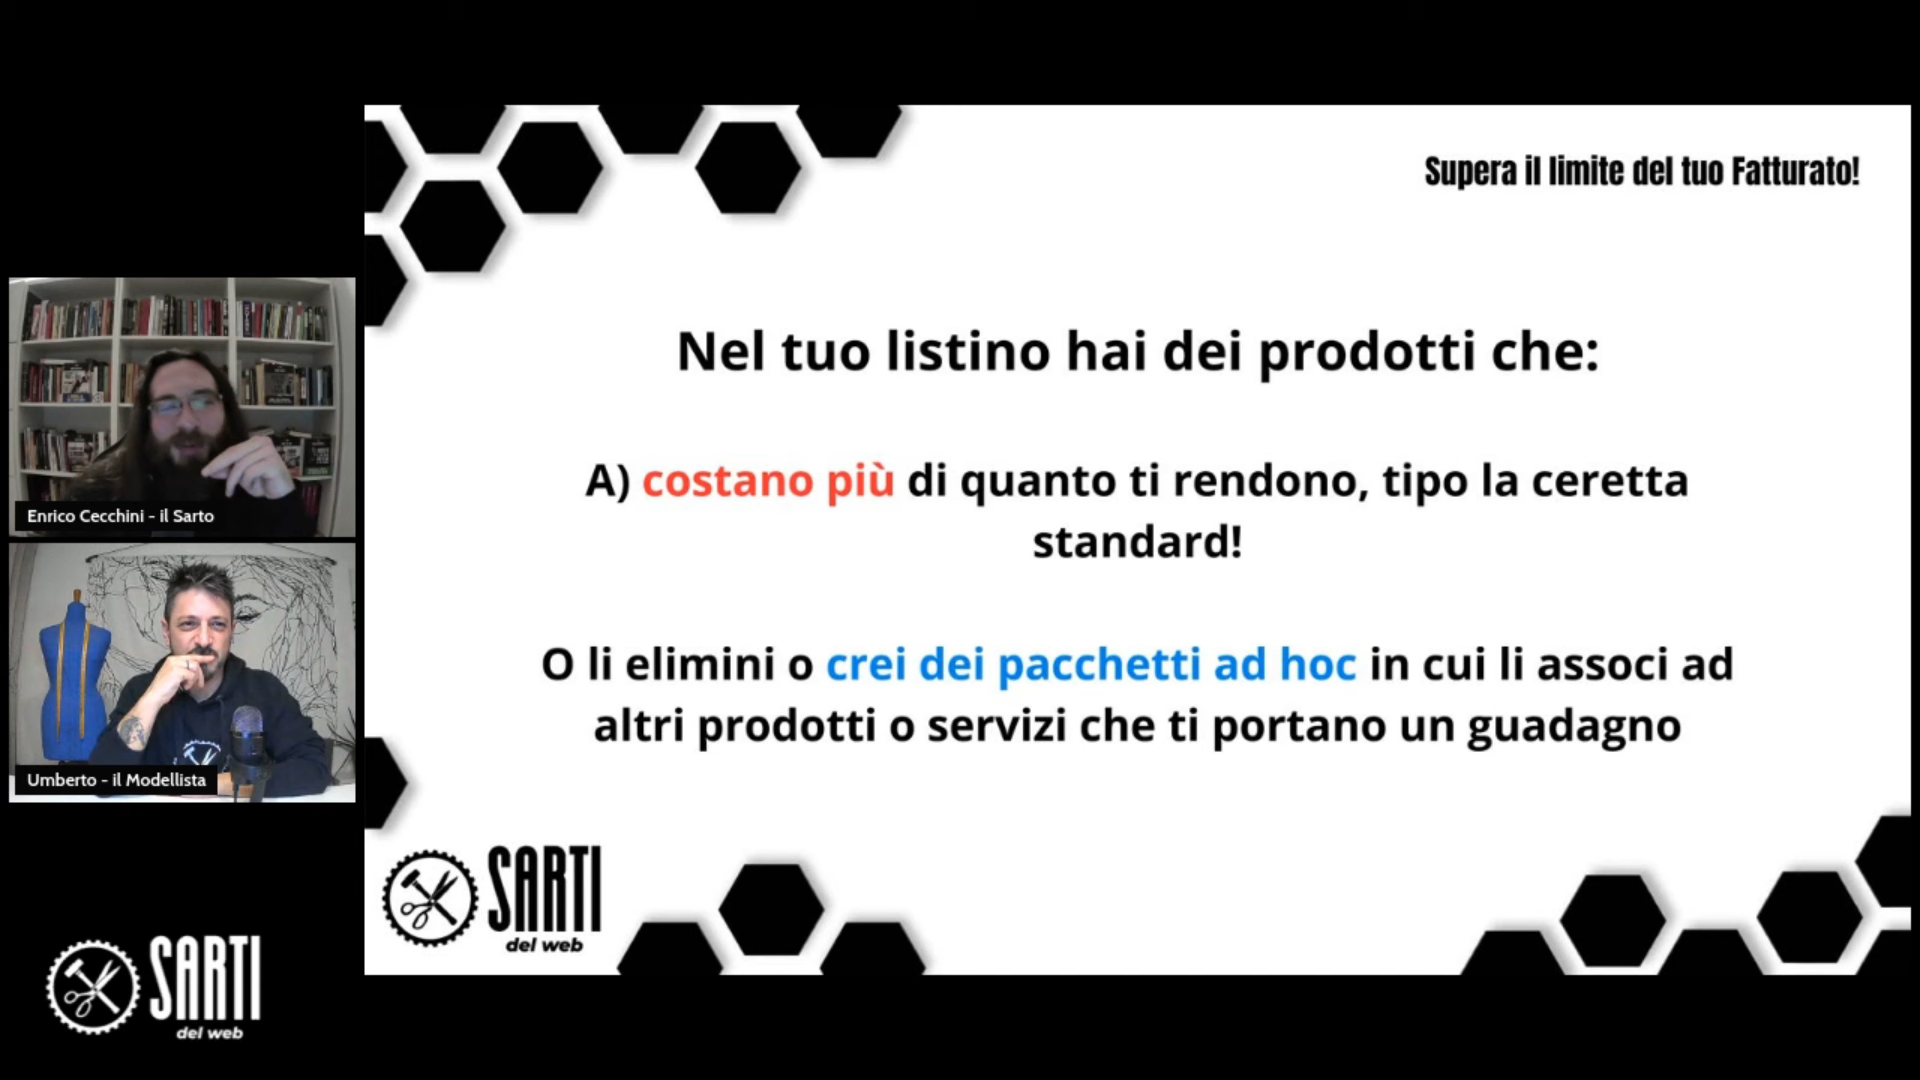 Supera il limite del tuo Fatturato!
Nel tuo listino hai dei prodotti che:
A) costano più di quanto ti rendono, tipo la ceretta
standard!
O li elimini o crei dei pacchetti ad hoc in cui li associ ad
altri prodotti o servizi che ti portano un guadagno
Enrico Cecchini - il Sarto
Umberto - il Modellista
SARTI
del web
SARTI
del web